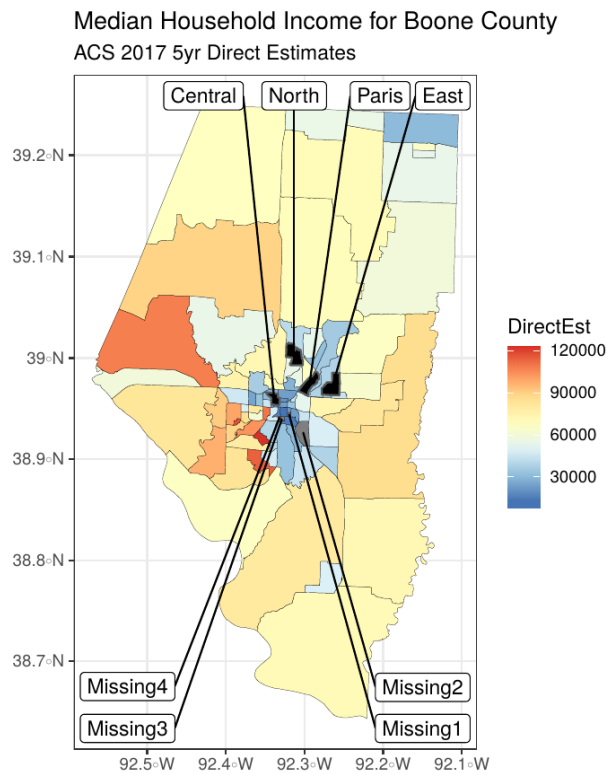 Median Household Income for Boone County
ACS 2017 5yr Direct Estimates
Central
North
Paris
East
39.2◦N
39.1◦N
39◦N
38.9◦N
38.8◦N
38.7◦N
DirectEst
120000
90000
60000
30000
Missing4
Missing2
Missing3
Missing1
92.5◦W
92.4◦W
92.3◦W
92.2◦W
92.1◦W